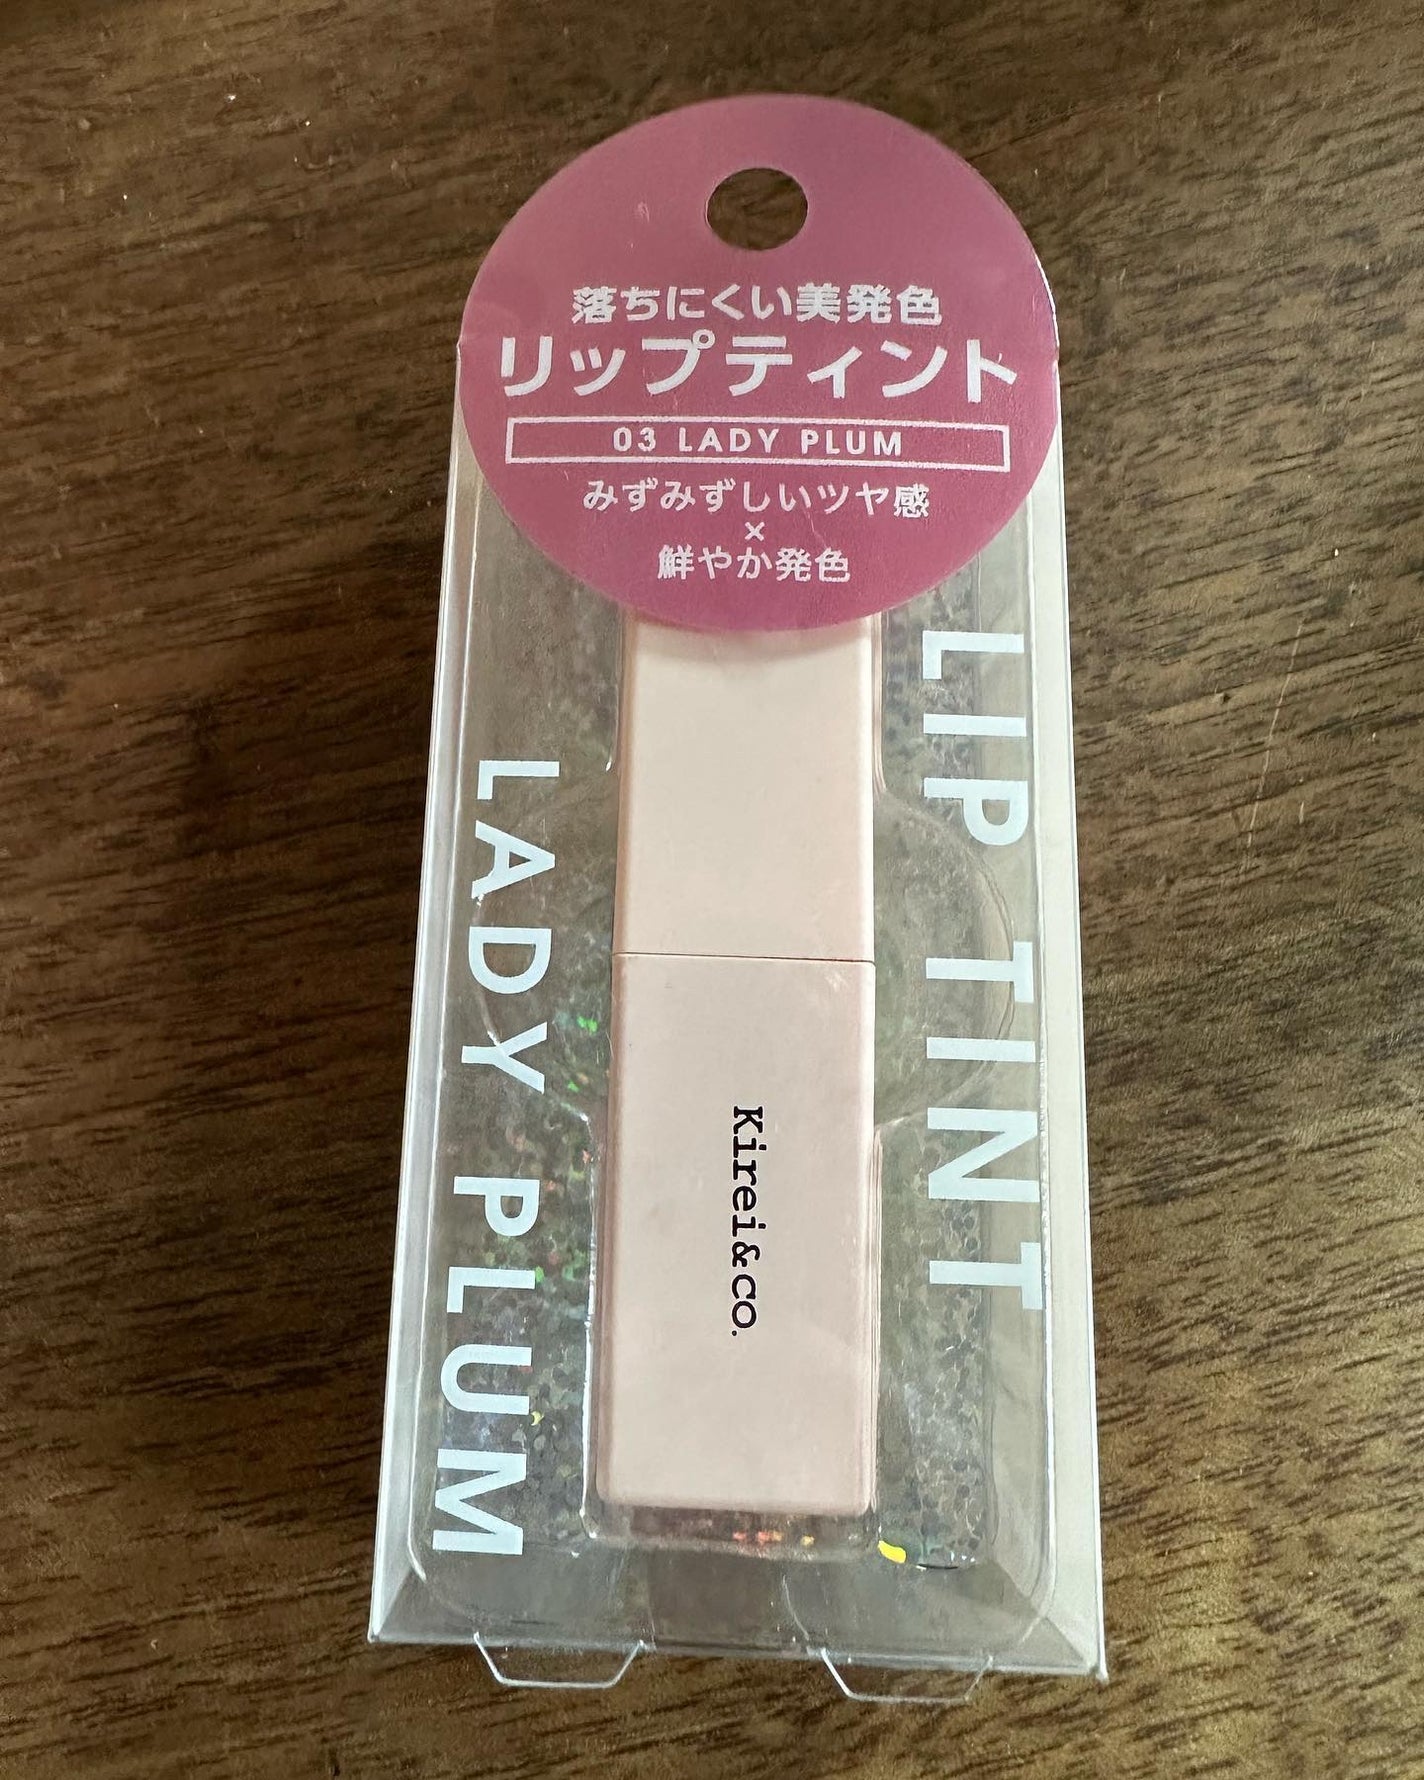 落ちにくい美発色
リップティント
03 LADY PLUM
みずみずしいツヤ感
×
鮮やか発色
LIP TINT
LADY PLUM
Kirei&co.